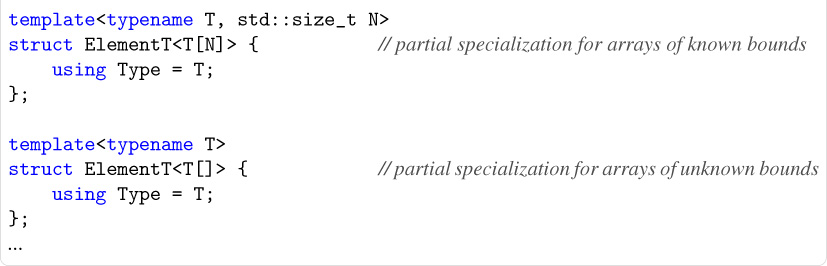 template<typename T, std::size_t N>
struct ElementT<T[N]> { // partial specialization for arrays of known bounds
using Type = T;
};
template<typename T>
struct ElementT<T[]> { // partial specialization for arrays of unknown bounds
using Type = T;
};
...